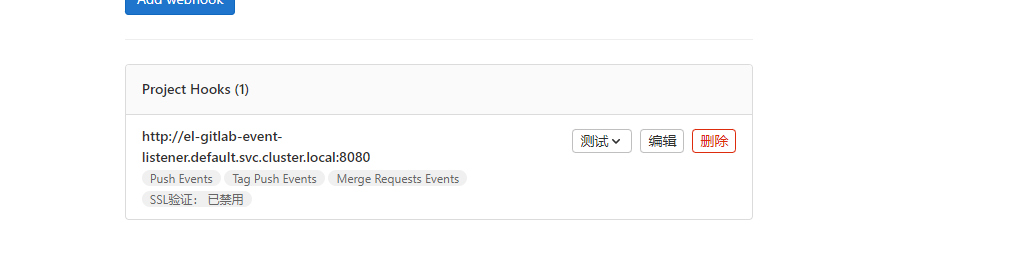 Add webhook
Project Hooks (1)
http://el-gitlab-event-
listener.default.svc.cluster.local:8080
测试 编辑 删除
Push Events Tag Push Events Merge Requests Events
SSL验证： 已禁用